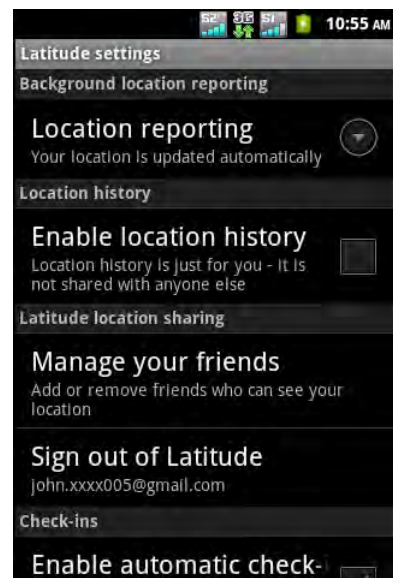 S2 3G S1 10:55 AM
Latitude settings
Background location reporting
Location reporting
Your location is updated automatically
Location history
Enable location history
Location history is just for you - it is
not shared with anyone else
Latitude location sharing
Manage your friends
Add or remove friends who can see your
location
Sign out of Latitude
john.xxxx005@gmail.com
Check-ins
Enable automatic check-